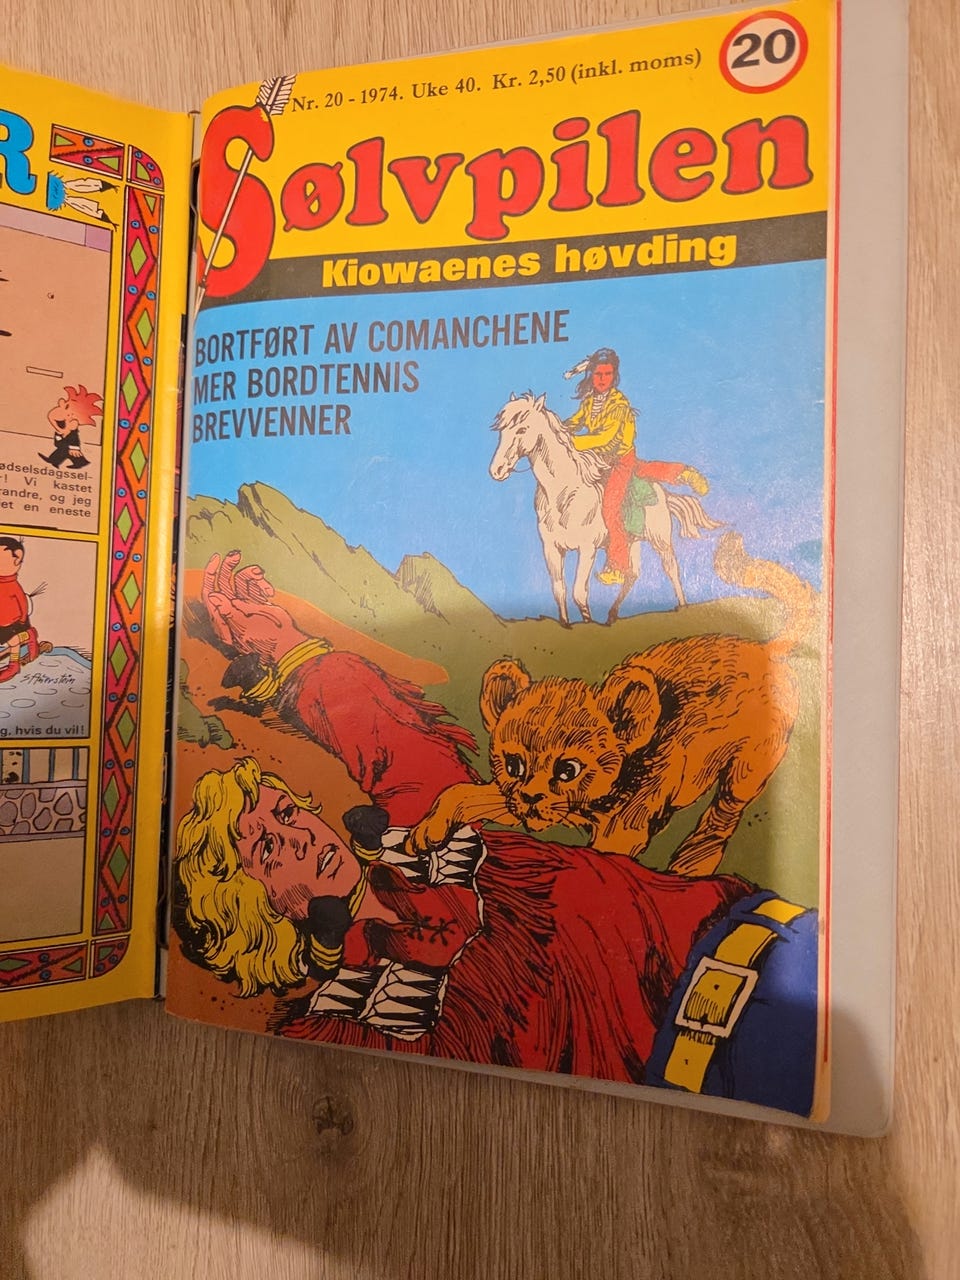 R
ødselsdagssel-
r! Vi kastet
randre, og jeg
et en eneste
g, hvis du vil!
Nr. 20 - 1974. Uke 40. Kr. 2,50 (inkl. moms)
20
Sølvpilen
Kiowaenes høvding
BORTFØRT AV COMANCHENE
MER BORDTENNIS
BREVVENNER